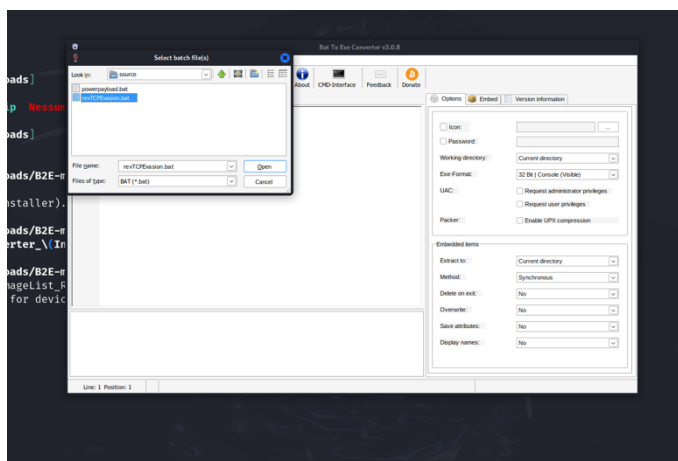 Bat To Exe Converter v3.0.8
Select batch file(s)
Look in: source
powerpayload.bat
revTCPEvasion.bat
File name: revTCPEvasion.bat Open
Files of type: BAT (*.bat) Cancel
About CMD-Interface Feedback Donate
Options Embed Version information
Icon: ...
Password:
Working directory: Current directory
Exe-Format: 32 Bit | Console (Visible)
UAC: Request administrator privileges
Request user privileges
Packer: Enable UPX compression
Embedded items
Extract to: Current directory
Method: Synchronous
Delete on exit: No
Overwrite: No
Save attributes: No
Display names: No
Line: 1 Position: 1
oads]
lp Nessus
oads]
oads/B2E-m
nstaller).
oads/B2E-m
erter_\(In
oads/B2E-m
mageList_R
for devic